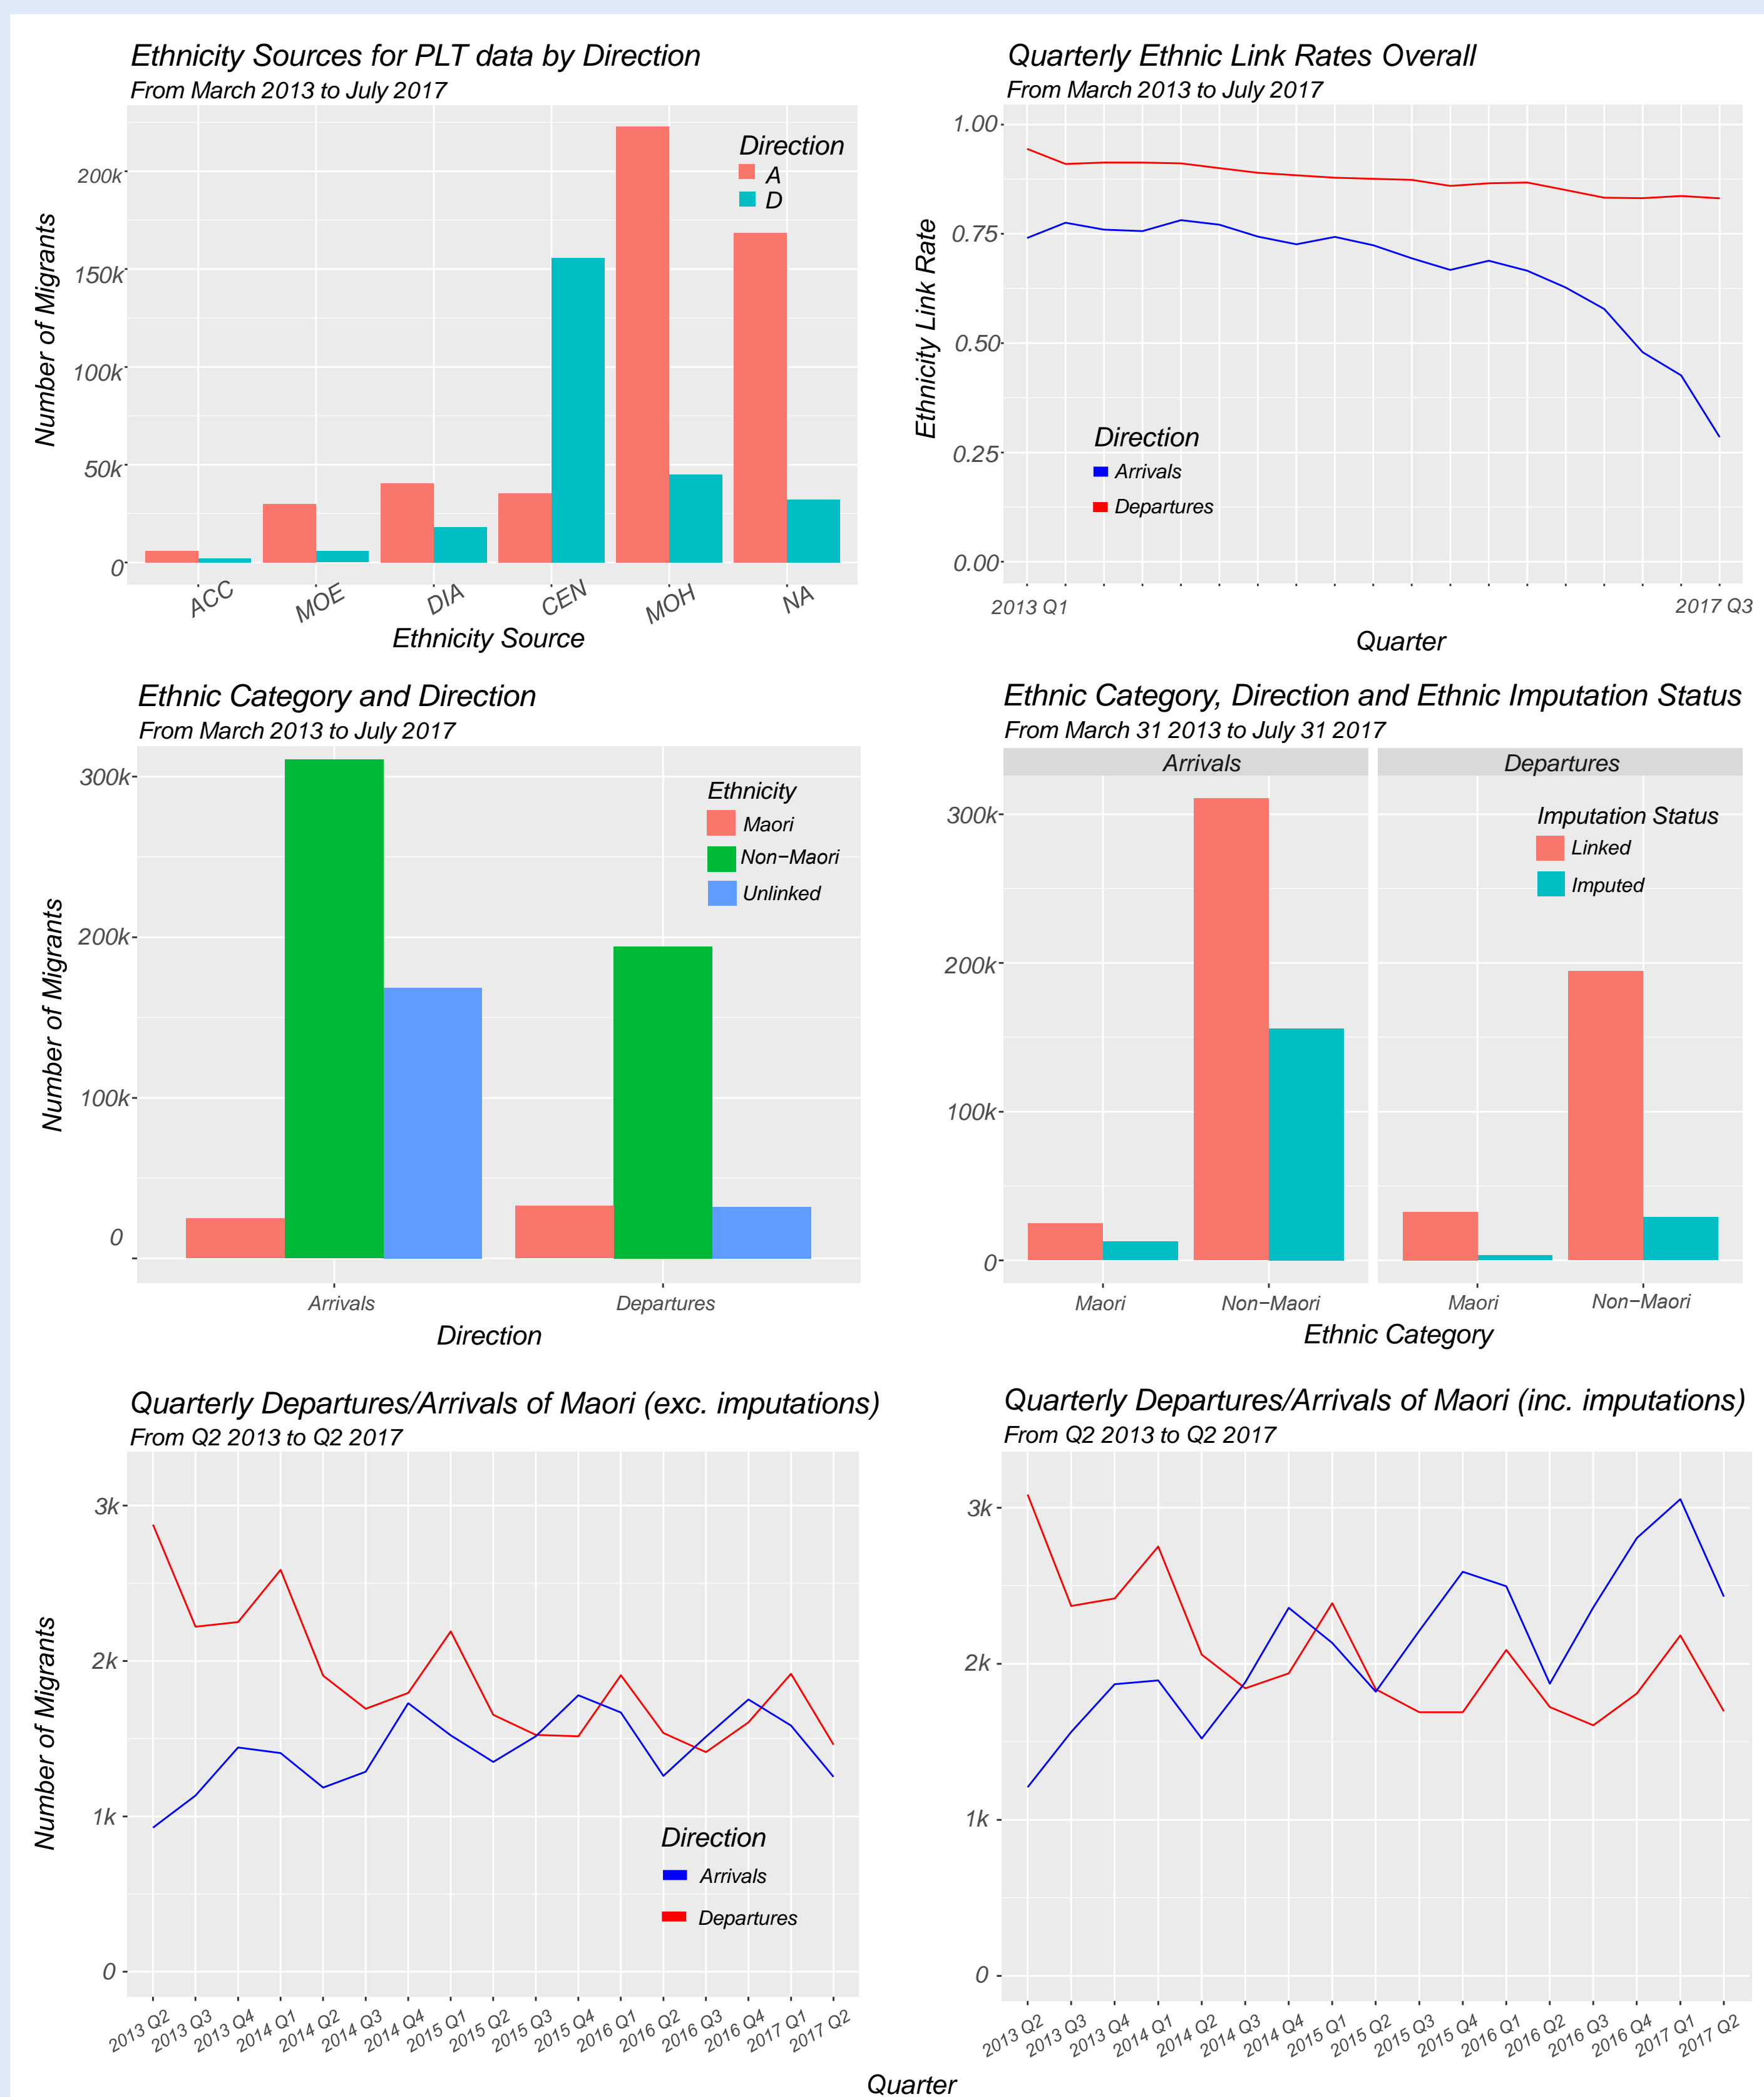 Ethnicity Sources for PLT data by Direction
From March 2013 to July 2017
Number of Migrants
200k
150k
100k
50k
0
Direction
A
D
ACC MOE DIA CEN MOH NA
Ethnicity Source
Quarterly Ethnic Link Rates Overall
From March 2013 to July 2017
Ethnicity Link Rate
1.00
0.75
0.50
0.25
0.00
Direction
Arrivals
Departures
2013 Q1 2017 Q3
Quarter
Ethnic Category and Direction
From March 2013 to July 2017
Number of Migrants
300k
200k
100k
0
Ethnicity
Maori
Non−Maori
Unlinked
Arrivals Departures
Direction
Ethnic Category, Direction and Ethnic Imputation Status
From March 31 2013 to July 31 2017
Arrivals Departures
300k
200k
100k
0
Imputation Status
Linked
Imputed
Maori Non−Maori Maori Non−Maori
Ethnic Category
Quarterly Departures/Arrivals of Maori (exc. imputations)
From Q2 2013 to Q2 2017
Number of Migrants
3k
2k
1k
0
Direction
Arrivals
Departures
2013 Q2 2013 Q3 2013 Q4 2014 Q1 2014 Q2 2014 Q3 2014 Q4 2015 Q1 2015 Q2 2015 Q3 2015 Q4 2016 Q1 2016 Q2 2016 Q3 2016 Q4 2017 Q1 2017 Q2
Quarterly Departures/Arrivals of Maori (inc. imputations)
From Q2 2013 to Q2 2017
3k
2k
1k
0
2013 Q2 2013 Q3 2013 Q4 2014 Q1 2014 Q2 2014 Q3 2014 Q4 2015 Q1 2015 Q2 2015 Q3 2015 Q4 2016 Q1 2016 Q2 2016 Q3 2016 Q4 2017 Q1 2017 Q2
Quarter